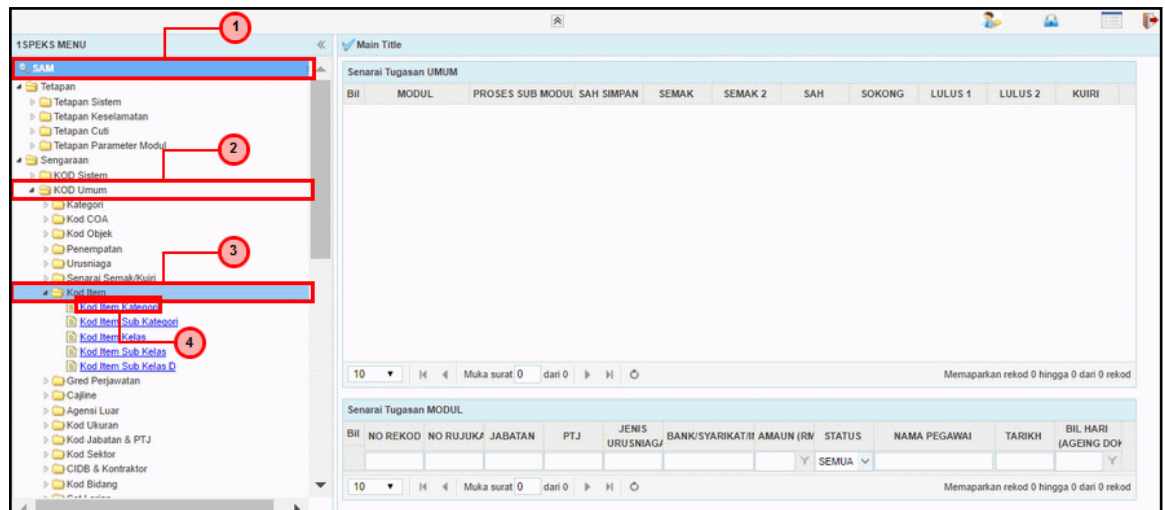 1
1SPEKS MENU
Main Title
SAM
Senarai Tugasan UMUM
Bil MODUL PROSES SUB MODUL SAH SIMPAN SEMAK SEMAK 2 SAH SOKONG LULUS 1 LULUS 2 KUIRI
Tetapan
Tetapan Sistem
Tetapan Keselamatan
Tetapan Cuti
Tetapan Parameter Modul
2
Sengaraan
KOD Sistem
KOD Umum
Kategori
Kod COA
Kod Objek
Penempatan
3
Urusniaga
Senarai Semak/Kuiri
Kod Item
Kod Item Kategori
Kod Item Sub Kategori
Kod Item Kelas
4
Kod Item Sub Kelas
Kod Item Sub Kelas D
Gred Perjawatan
Cajline
Agensi Luar
Kod Ukuran
Kod Jabatan & PTJ
Kod Sektor
CIDB & Kontraktor
Kod Bidang
10 Muka surat 0 dari 0 Memaparkan rekod 0 hingga 0 dari 0 rekod
Senarai Tugasan MODUL
Bil NO REKOD NO RUJUKA JABATAN PTJ JENIS URUSNIAGA BANK/SYARIKAT/ AMAUN (RM STATUS NAMA PEGAWAI TARIKH BIL HARI (AGEING DOK
SEMUA
10 Muka surat 0 dari 0 Memaparkan rekod 0 hingga 0 dari 0 rekod